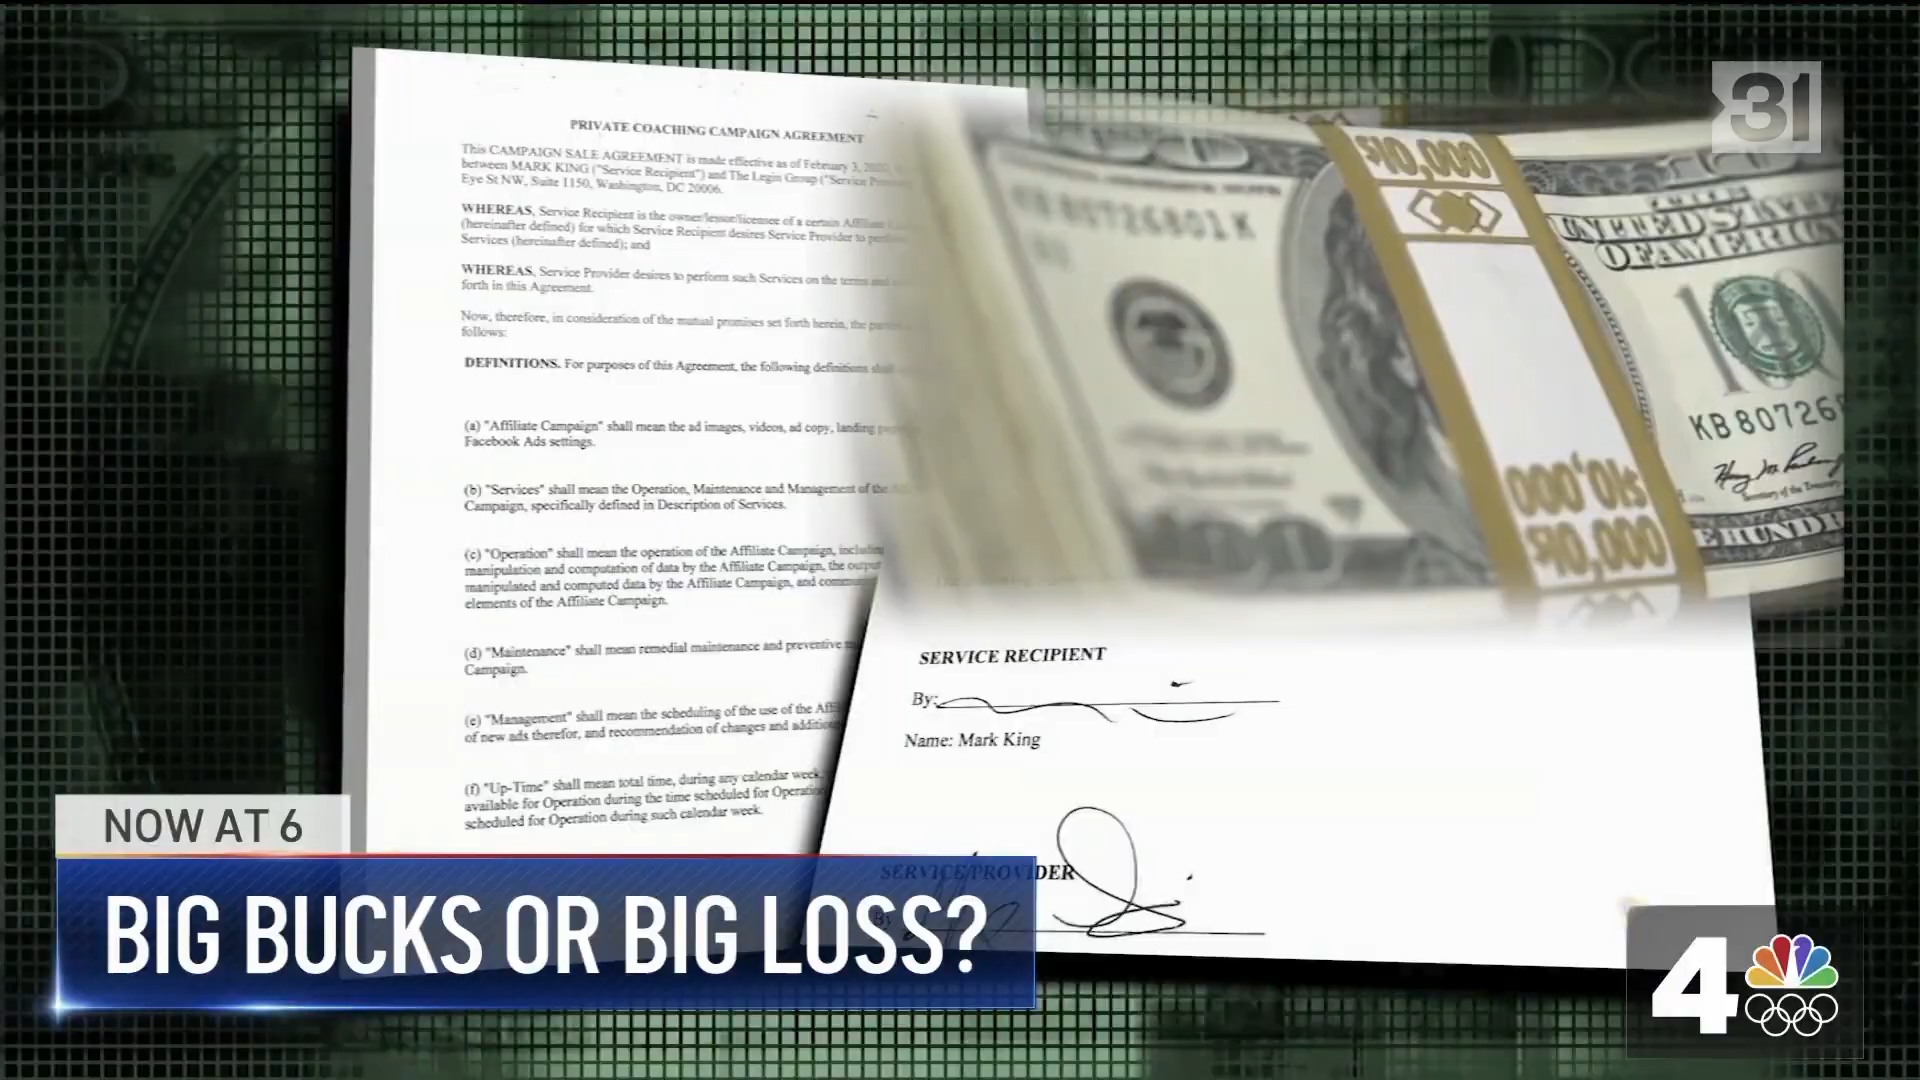 31
PRIVATE COACHING CAMPAIGN AGREEMENT
This CAMPAIGN SALE AGREEMENT is made effective as of February 3,
between MARK KING ("Service Recipient") and The Legin Group ("Service
Eye St NW, Suite 1150, Washington, DC 20006.
WHEREAS, Service Recipient is the owner/lessor/licensee of a certain
(hereinafter defined) for which Service Recipient desires Service Provider to
Services (hereinafter defined); and
WHEREAS, Service Provider desires to perform such Services on the terms and
forth in this Agreement.
Now, therefore, in consideration of the mutual promises set forth herein, the
follows:
DEFINITIONS. For purposes of this Agreement, the following definitions
(a) "Affiliate Campaign" shall mean the ad images, videos, ad copy, landing
Facebook Ads settings.
(b) "Services" shall mean the Operation, Maintenance and Management of the
Campaign, specifically defined in Description of Services.
(c) "Operation" shall mean the operation of the Affiliate Campaign,
manipulation and computation of data by the Affiliate Campaign, the
manipulated and computed data by the Affiliate Campaign, and
elements of the Affiliate Campaign.
(d) "Maintenance" shall mean remedial maintenance and preventive
Campaign.
(e) "Management" shall mean the scheduling of the use of the
of new ads therefor, and recommendation of changes and
(f) "Up-Time" shall mean total time, during any calendar week,
available for Operation during the time scheduled for
scheduled for Operation during such calendar week.
$10,000
KB80726801K
UNITED STATES
OF AMERICA
100
KB80726
Secretary of the Treasury
$10,000
$10,000
SERVICE RECIPIENT
By:
Name: Mark King
SERVICE PROVIDER
By:
NOW AT 6
BIG BUCKS OR BIG LOSS?
4